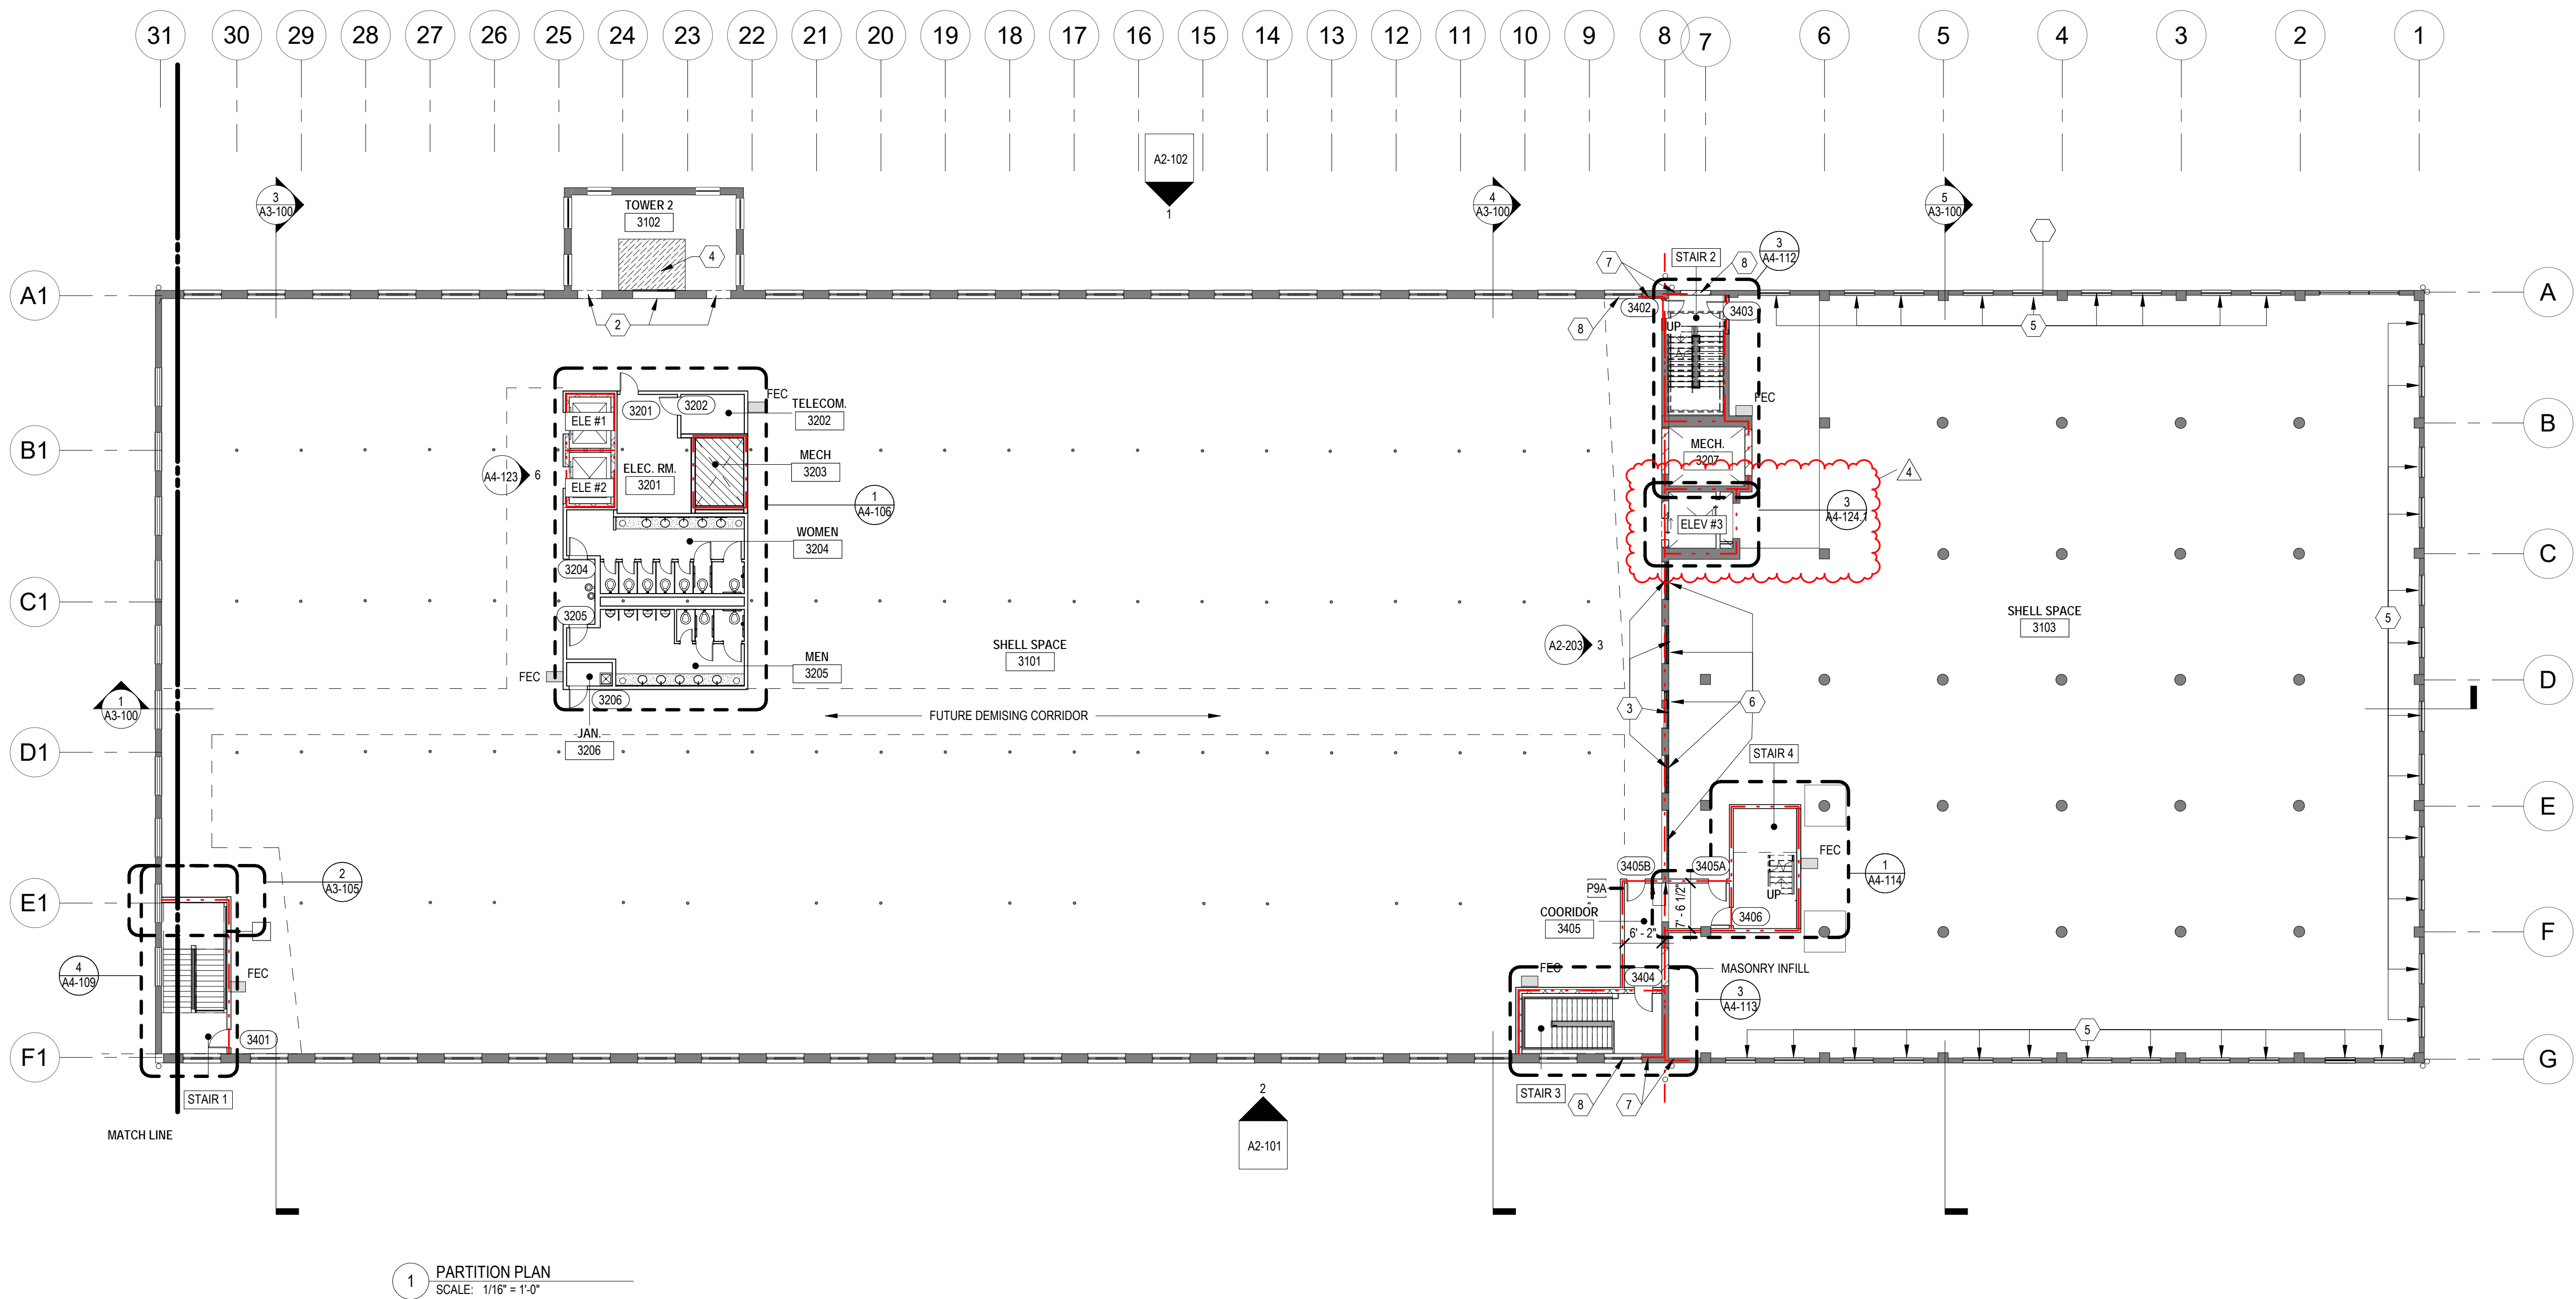 31 30 29 28 27 26 25 24 23 22 21 20 19 18 17 16 15 14 13 12 11 10 9 8 7 6 5 4 3 2 1
A2-102
1
3
A3-100
4
A3-100
5
A3-100
TOWER 2
3102
4
2
A1
A
STAIR 2
3
A4-112
7
8
8
3402
3403
UP
5
FEC
3201
3202
TELECOM.
3202
ELE #1
FEC
B1
B
MECH
3203
ELEC. RM.
3201
ELE #2
A4-123
6
1
A4-106
MECH.
3207
4
3
A4-124.1
ELEV #3
WOMEN
3204
3204
C
C1
3205
SHELL SPACE
3101
SHELL SPACE
3103
5
A2-203
3
MEN
3205
FEC
3206
D
1
A3-100
3
6
FUTURE DEMISING CORRIDOR
JAN.
3206
D1
STAIR 4
E
3405B
3405A
FEC
1
A4-114
2
A3-105
P9A
E1
UP
7' - 6 1/2"
COORIDOR
3405
3406
6' - 2"
F
4
A4-109
FEC
FEC
3404
MASONRY INFILL
3
A4-113
3401
5
F1
G
STAIR 1
STAIR 3
8
7
2
A2-101
MATCH LINE
1
PARTITION PLAN
SCALE: 1/16" = 1'-0"